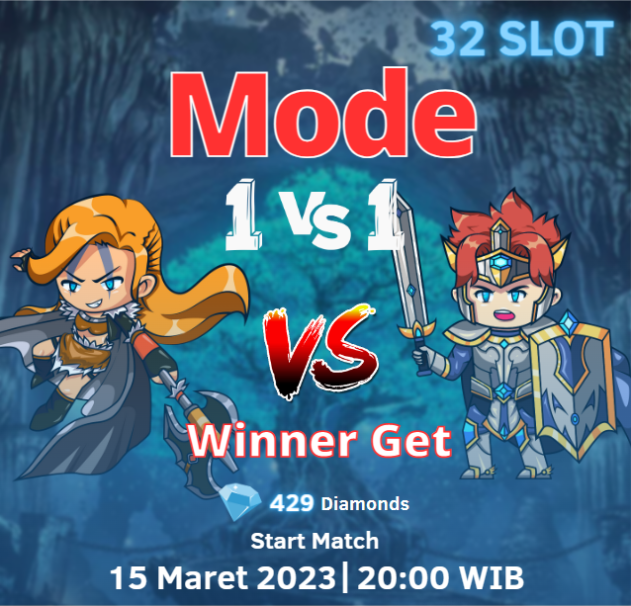 32 SLOT
Mode
1 VS 1
VS
Winner Get
429 Diamonds
Start Match
15 Maret 2023| 20:00 WIB